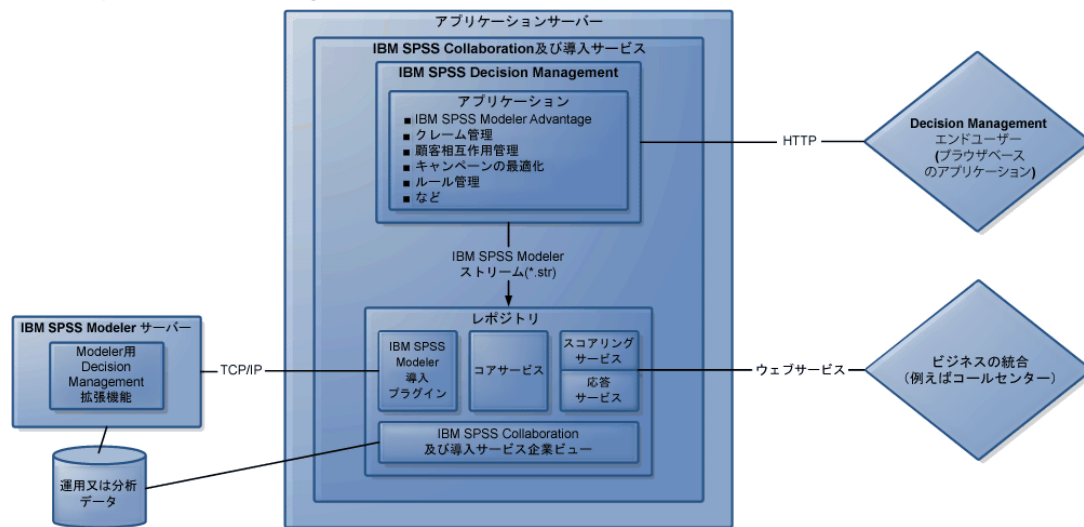 アプリケーションサーバー
IBM SPSS Collaboration及び導入サービス
IBM SPSS Decision Management
アプリケーション
■ IBM SPSS Modeler Advantage
■ クレーム管理
■ 顧客相互作用管理
■ キャンペーンの最適化
■ ルール管理
■ など
HTTP
Decision Management
エンドユーザー
(ブラウザベース
のアプリケーション)
IBM SPSS Modeler
ストリーム(*.str)
レポジトリ
IBM SPSS
Modeler
導入
プラグイン
コアサービス
スコアリング
サービス
応答
サービス
IBM SPSS Collaboration
及び導入サービス企業ビュー
IBM SPSS Modeler サーバー
Modeler用
Decision
Management
拡張機能
TCP/IP
ウェブサービス
ビジネスの統合
(例えばコールセンター)
運用又は分析
データ